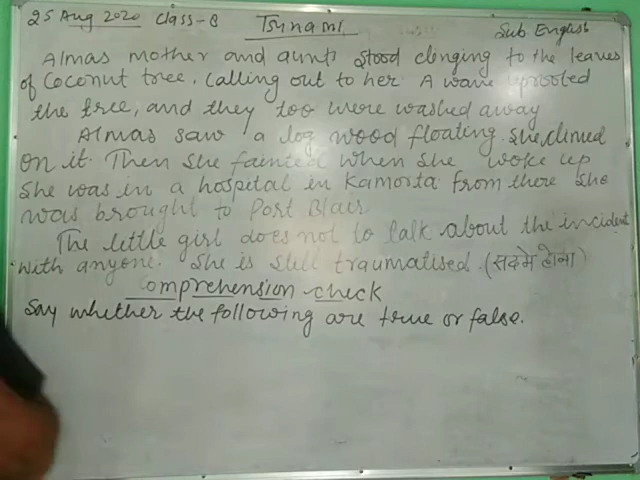 25 Aug 2020 Class-8 Tsunami Sub. English
Almas mother and aunts stood clinging to the leaves
of Coconut tree, Calling out to her. A wave uprooted
the tree, and they too were washed away
Almas saw a log wood floating. She climed
on it. Then she fainted when she woke up
She was in a hospital in Kamorta from there she
was brought to Port Blair
The little girl does not to talk about the incident
with anyone. She is still traumatised. (सदमे होना)
Comprehension check
Say whether the following are true or false.